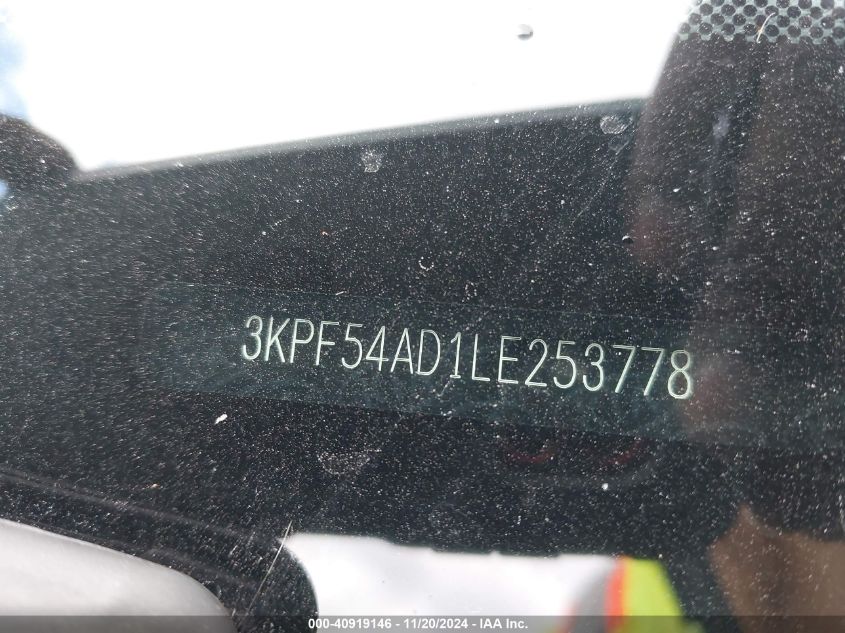 3KPF54AD1LE253778
000-40919146 - 11/20/2024 - IAA Inc.